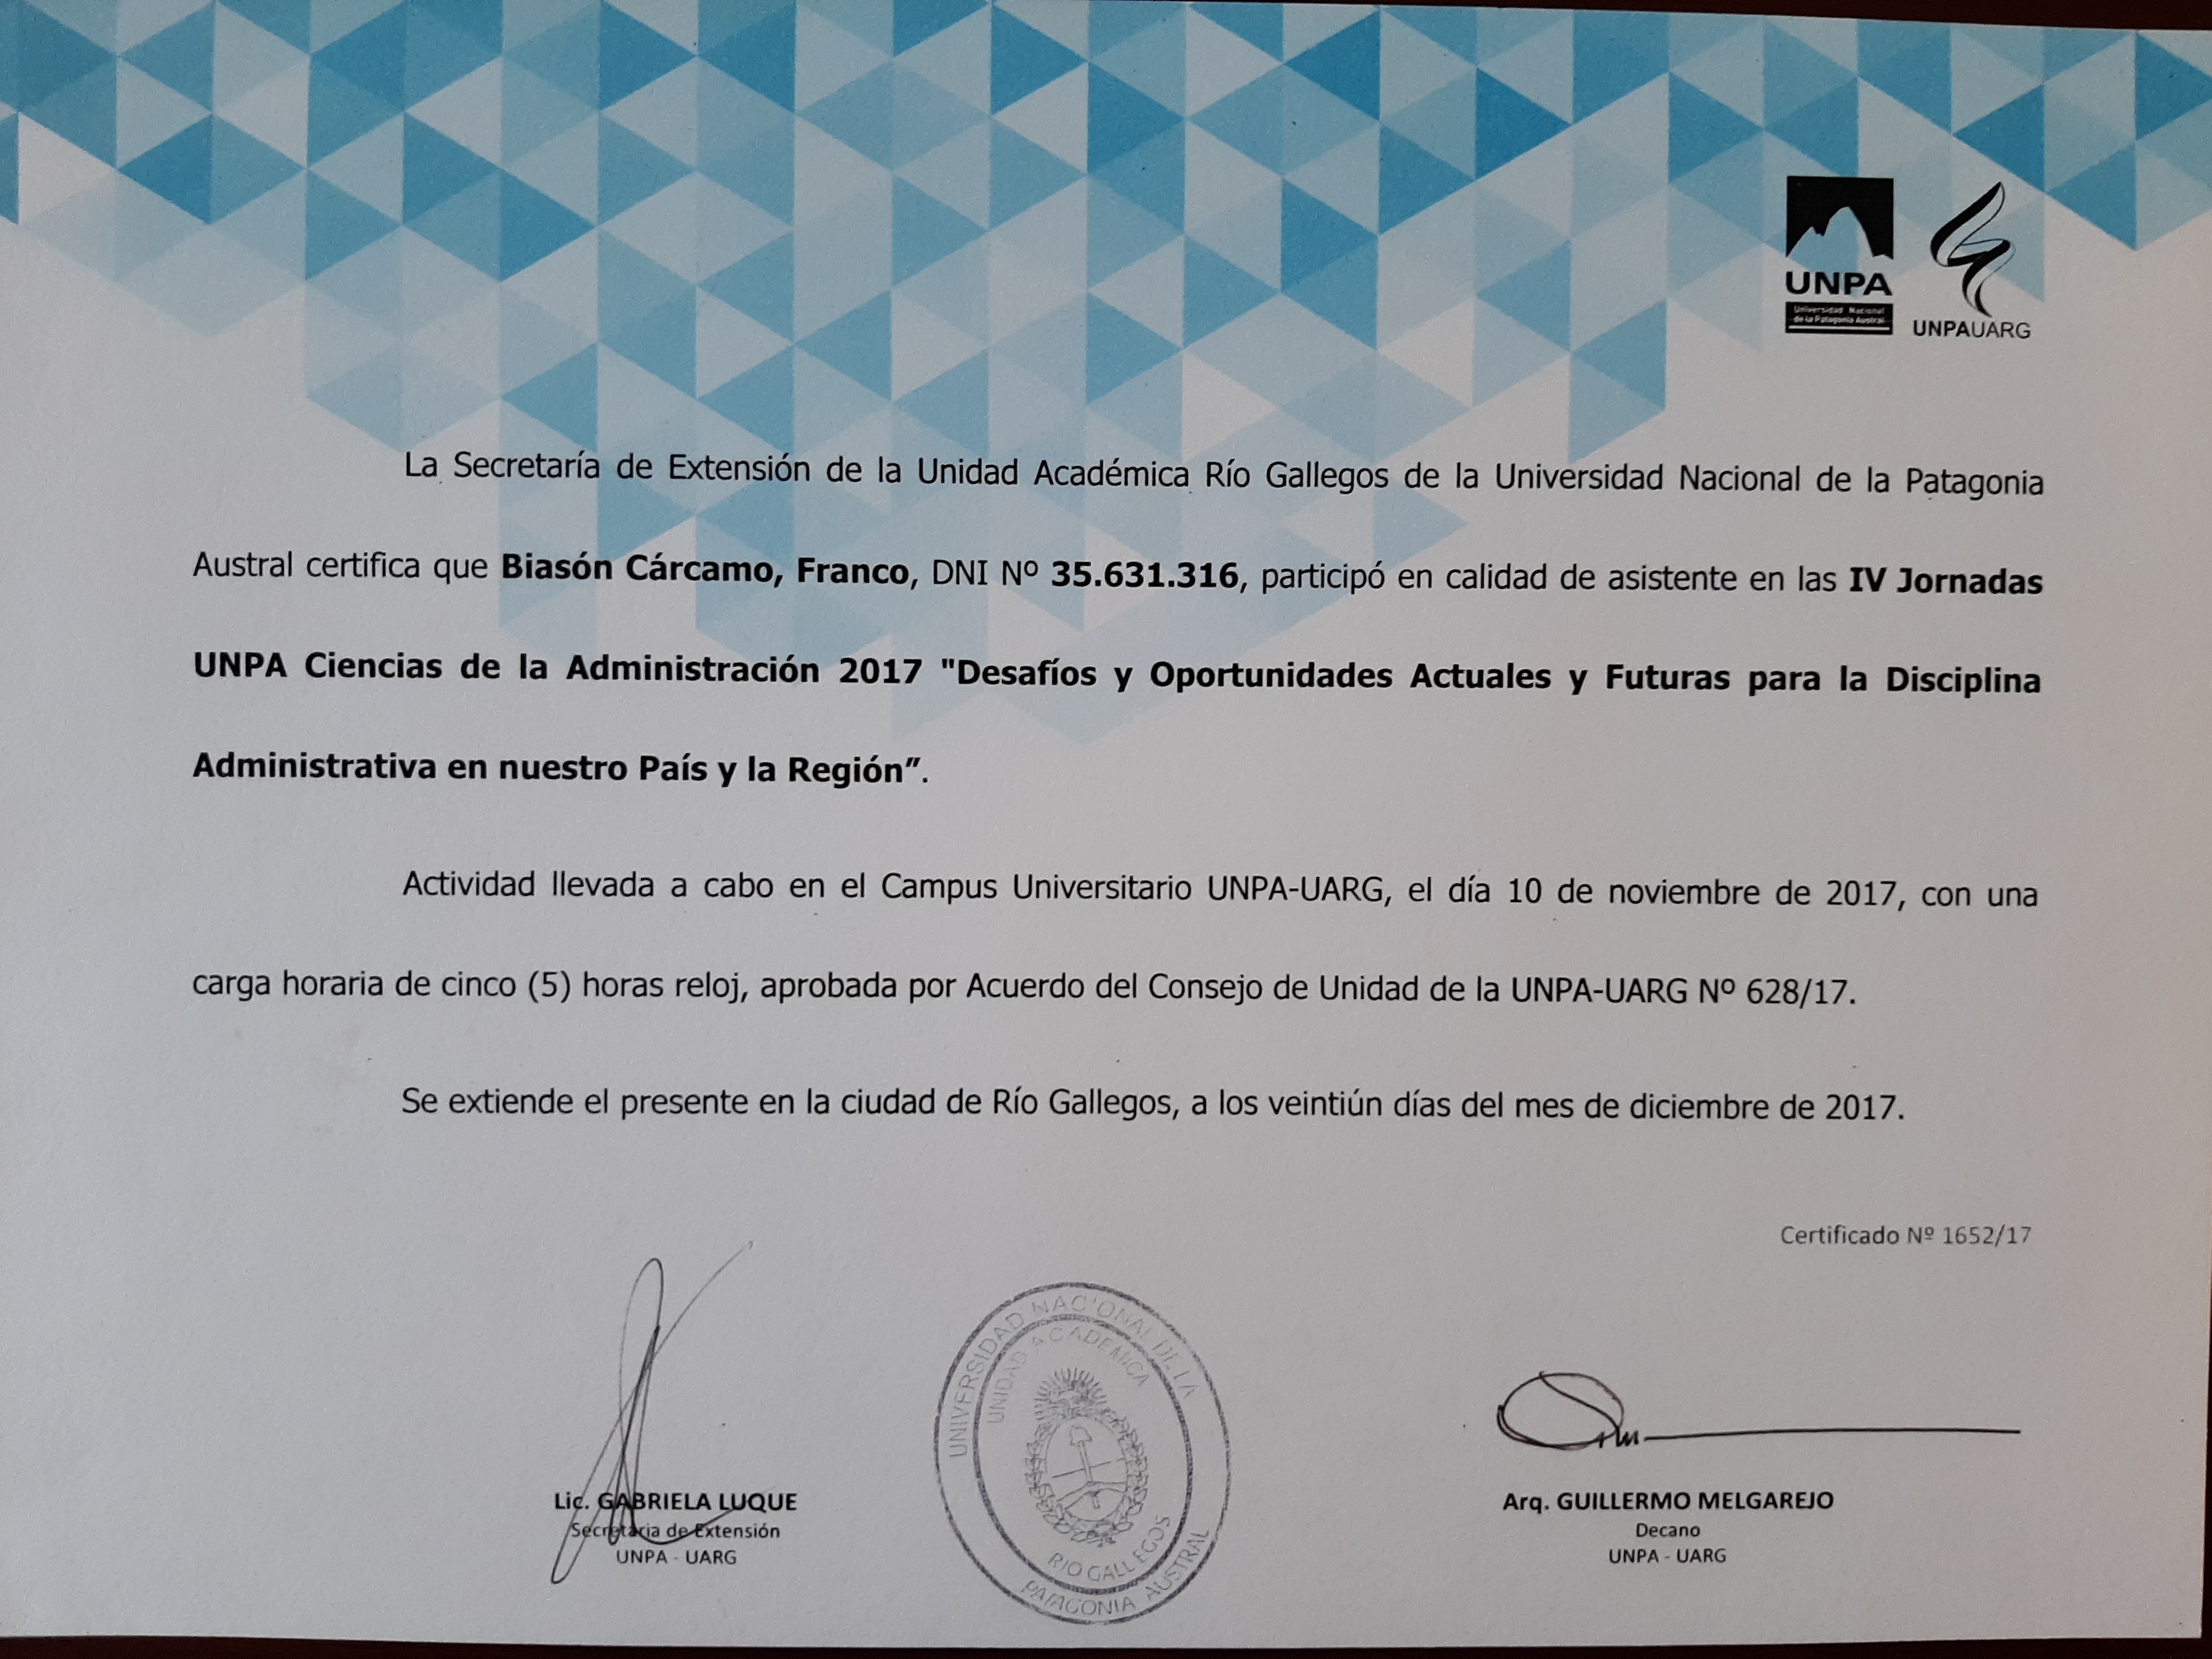 UNPA
Universidad Nacional
de la Patagonia Austral
UNPAUARG
La Secretaría de Extensión de la Unidad Académica Río Gallegos de la Universidad Nacional de la Patagonia
Austral certifica que Biasón Cárcamo, Franco, DNI Nº 35.631.316, participó en calidad de asistente en las IV Jornadas
UNPA Ciencias de la Administración 2017 "Desafíos y Oportunidades Actuales y Futuras para la Disciplina
Administrativa en nuestro País y la Región”.
Actividad llevada a cabo en el Campus Universitario UNPA-UARG, el día 10 de noviembre de 2017, con una
carga horaria de cinco (5) horas reloj, aprobada por Acuerdo del Consejo de Unidad de la UNPA-UARG Nº 628/17.
Se extiende el presente en la ciudad de Río Gallegos, a los veintiún días del mes de diciembre de 2017.
Certificado Nº 1652/17
UNIVERSIDAD NACIONAL DE LA
UNIDAD ACADEMICA
RIO GALLEGOS
PATAGONIA AUSTRAL
Lic. GABRIELA LUQUE
Secretaria de Extensión
UNPA - UARG
Arq. GUILLERMO MELGAREJO
Decano
UNPA - UARG